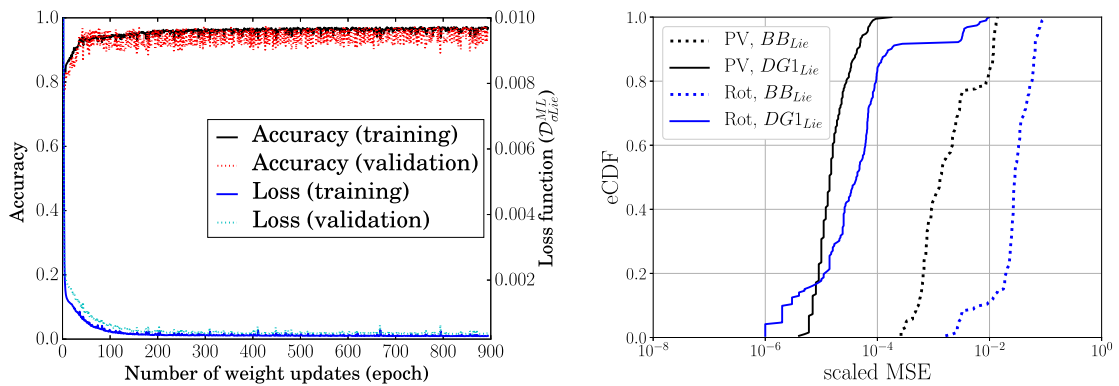 Accuracy
1.0
0.8
0.6
0.4
0.2
0.0
0 100 200 300 400 500 600 700 800 900
Number of weight updates (epoch)
0.010
0.008
0.006
0.004
0.002
Loss function (𝒟^{ML}_{σLie})
Accuracy (training)
Accuracy (validation)
Loss (training)
Loss (validation)
eCDF
1.0
0.8
0.6
0.4
0.2
0.0
10^{−8} 10^{−6} 10^{−4} 10^{−2} 10^{0}
scaled MSE
PV, BB_{Lie}
PV, DG1_{Lie}
Rot, BB_{Lie}
Rot, DG1_{Lie}